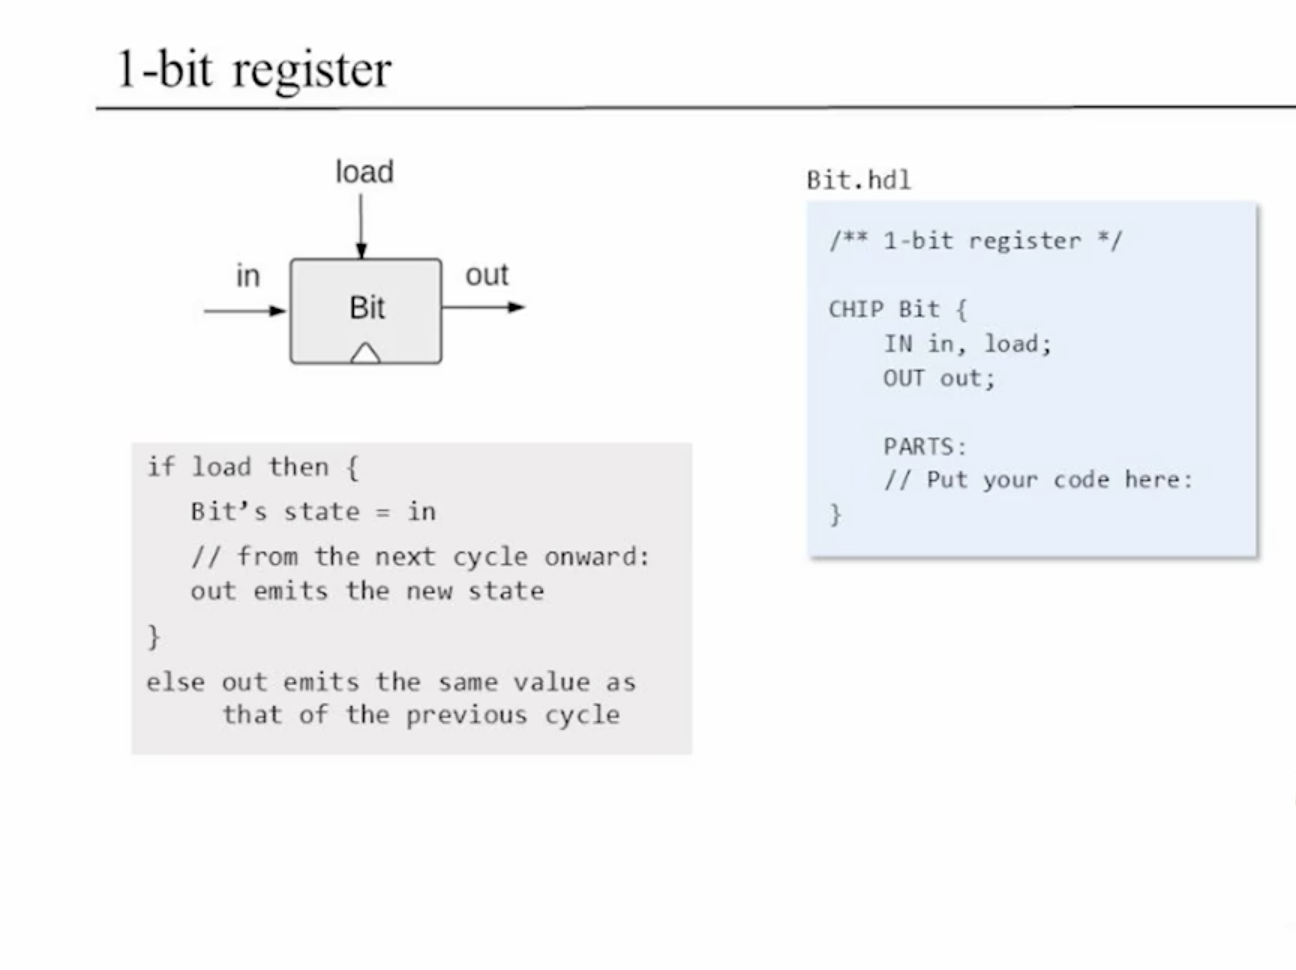 1-bit register
load
in
out
Bit
if load then {
Bit’s state = in
// from the next cycle onward:
out emits the new state
}
else out emits the same value as
that of the previous cycle
Bit.hdl
/** 1-bit register */
CHIP Bit {
IN in, load;
OUT out;
PARTS:
// Put your code here:
}